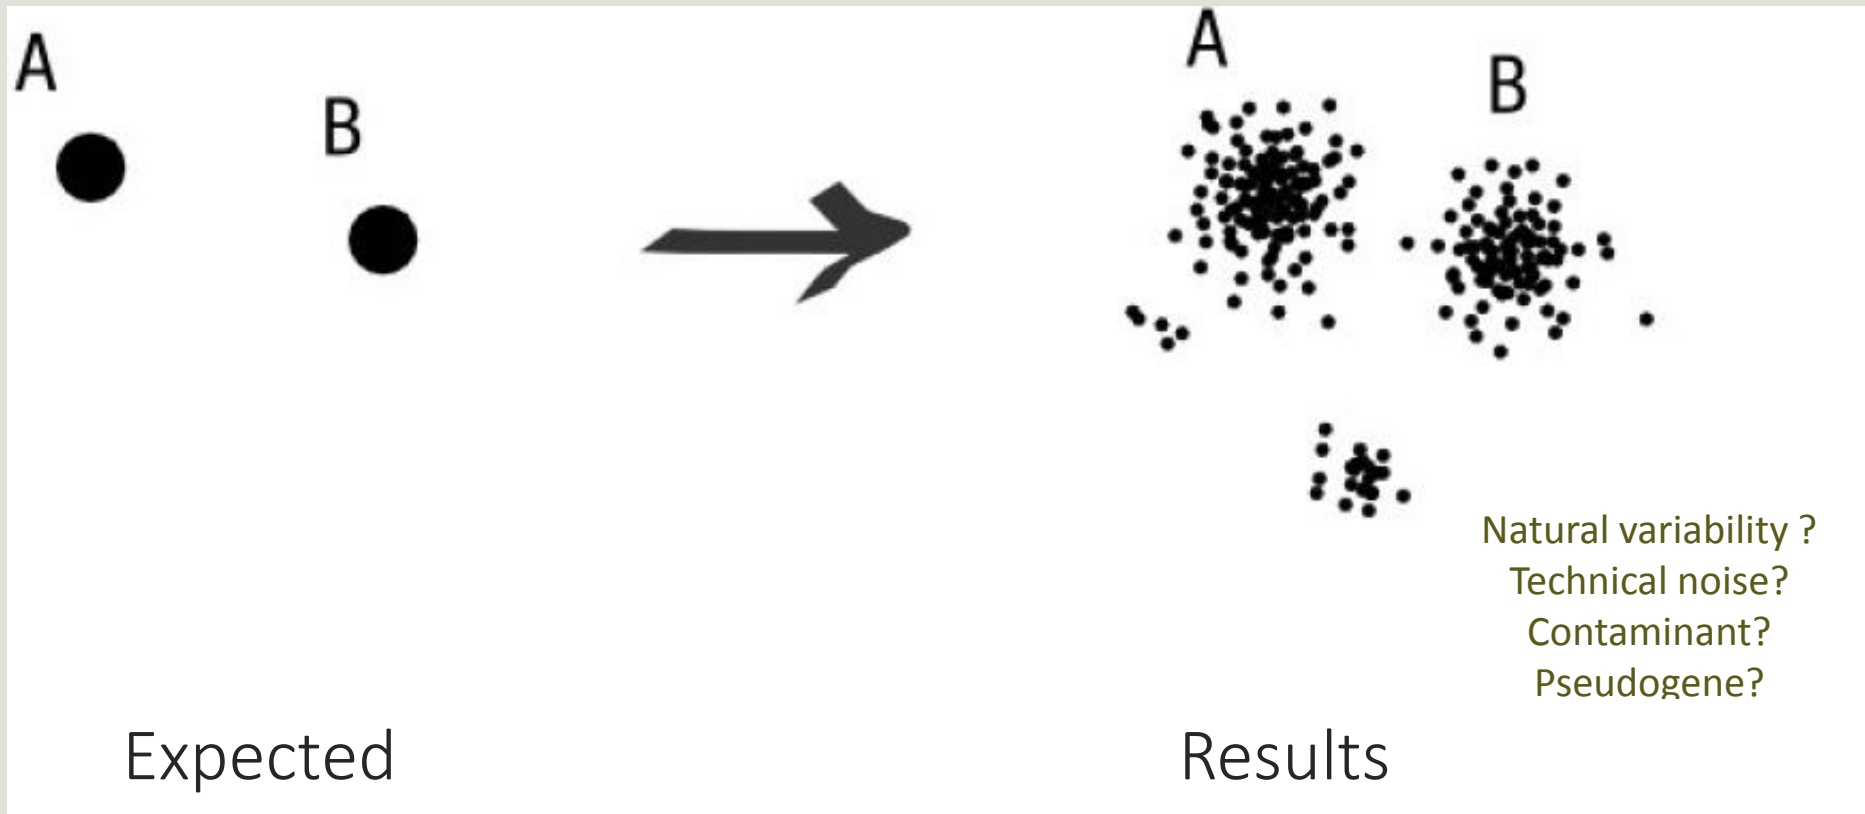 A
B
A
B
Natural variability ?
Technical noise?
Contaminant?
Pseudogene?
Expected
Results